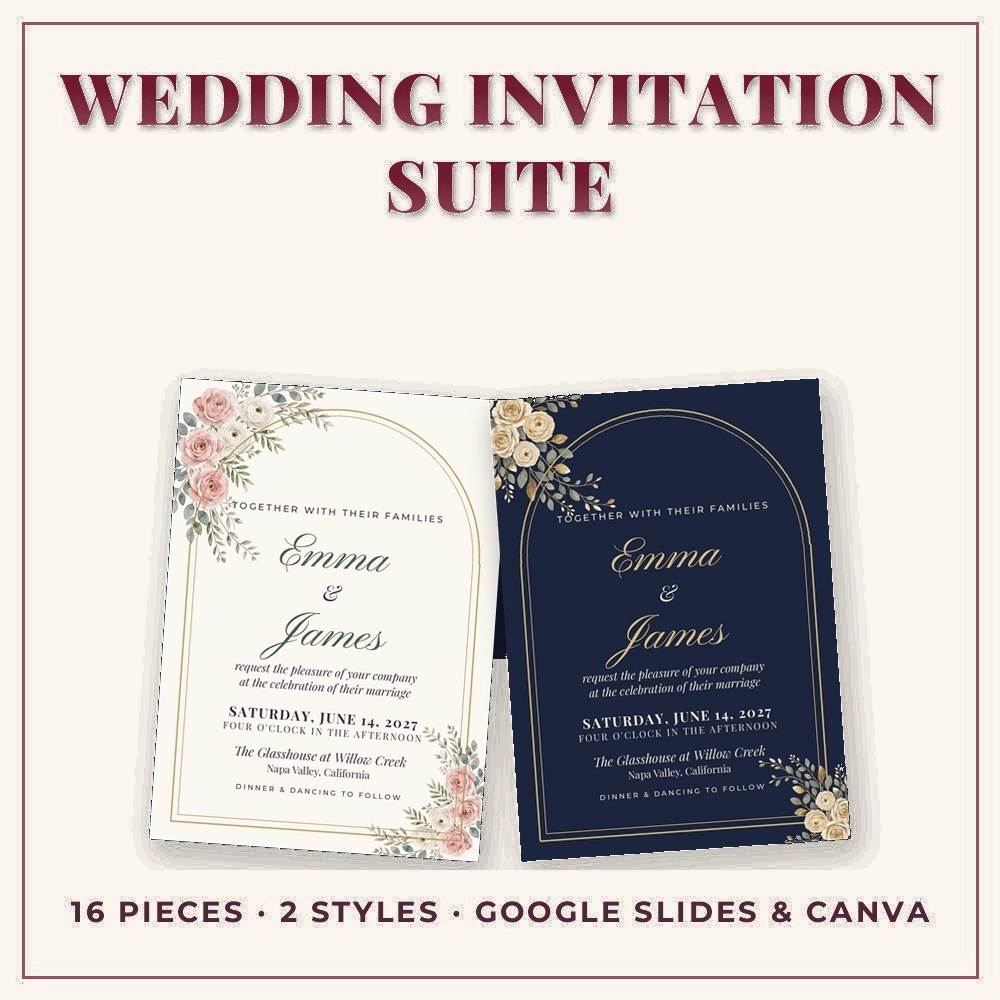 WEDDING INVITATION
SUITE
TOGETHER WITH THEIR FAMILIES
Emma
&
James
request the pleasure of your company
at the celebration of their marriage
SATURDAY, JUNE 14, 2027
FOUR O'CLOCK IN THE AFTERNOON
The Glasshouse at Willow Creek
Napa Valley, California
DINNER & DANCING TO FOLLOW
TOGETHER WITH THEIR FAMILIES
Emma
&
James
request the pleasure of your company
at the celebration of their marriage
SATURDAY, JUNE 14, 2027
FOUR O'CLOCK IN THE AFTERNOON
The Glasshouse at Willow Creek
Napa Valley, California
DINNER & DANCING TO FOLLOW
16 PIECES · 2 STYLES · GOOGLE SLIDES & CANVA